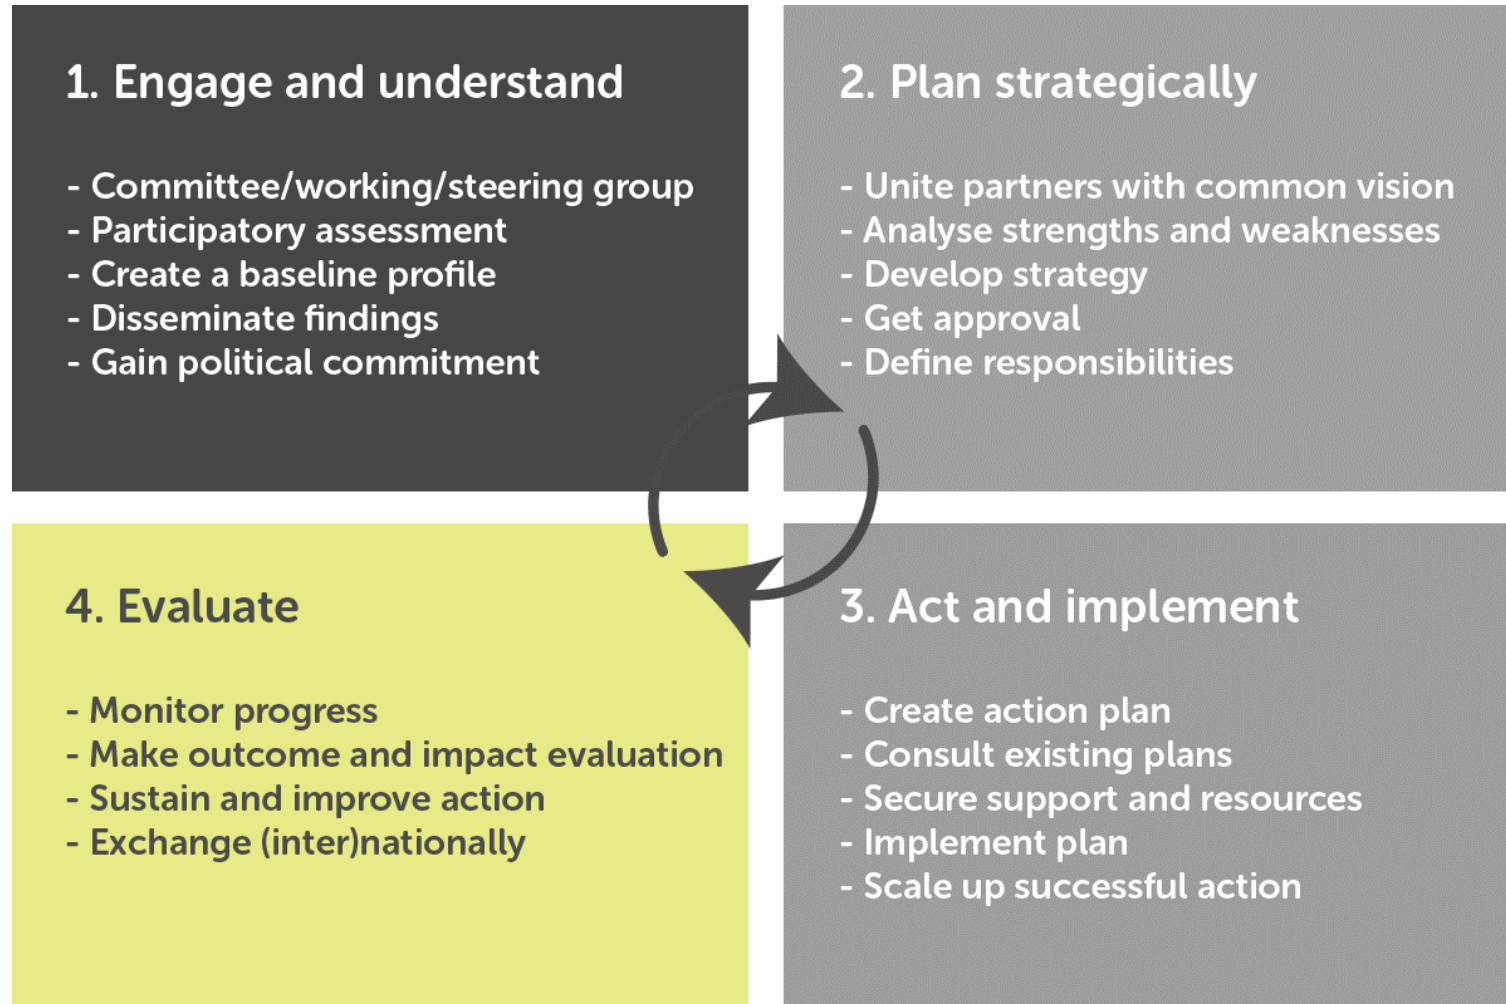 1. Engage and understand
- Committee/working/steering group
- Participatory assessment
- Create a baseline profile
- Disseminate findings
- Gain political commitment
2. Plan strategically
- Unite partners with common vision
- Analyse strengths and weaknesses
- Develop strategy
- Get approval
- Define responsibilities
3. Act and implement
- Create action plan
- Consult existing plans
- Secure support and resources
- Implement plan
- Scale up successful action
4. Evaluate
- Monitor progress
- Make outcome and impact evaluation
- Sustain and improve action
- Exchange (inter)nationally